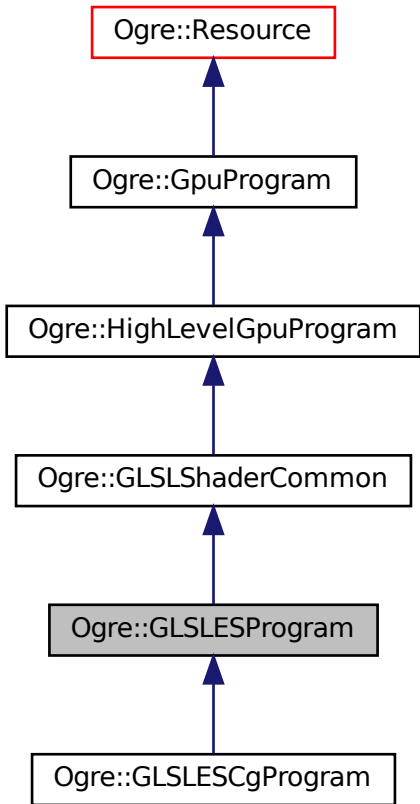 Ogre::Resource
Ogre::GpuProgram
Ogre::HighLevelGpuProgram
Ogre::GLSLShaderCommon
Ogre::GLSLESProgram
Ogre::GLSLESCgProgram